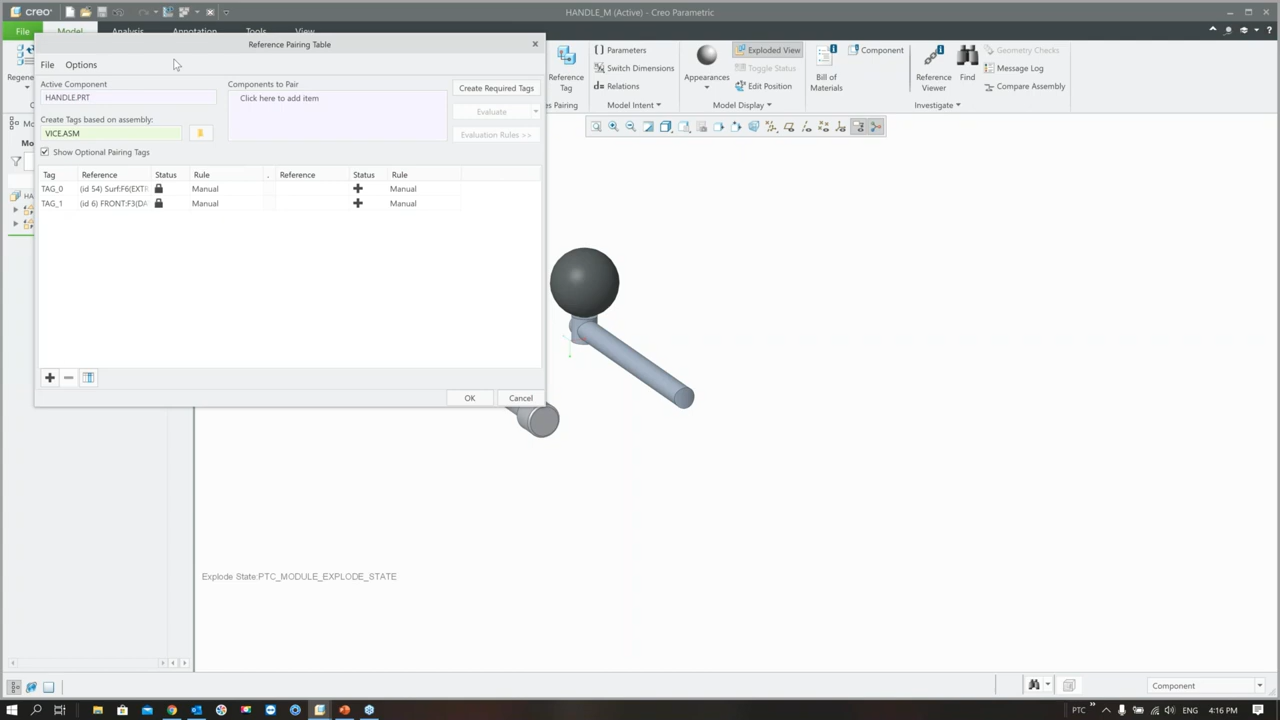 creo
HANDLE_M (Active) - Creo Parametric
File
Model
Analysis
Annotation
Tools
View
Reference Pairing Table
File
Options
Active Component
HANDLE.PRT
Components to Pair
Click here to add item
Create Required Tags
Evaluate
Evaluation Rules >>
Create Tags based on assembly:
VICE.ASM
Show Optional Pairing Tags
Tag
Reference
Status
Rule
.
Reference
Status
Rule
TAG_0
(id 54) Surf:F6(EXTR
Manual
Manual
TAG_1
(id 6) FRONT:F3(DA
Manual
Manual
OK
Cancel
Reference
Tag
Parameters
Switch Dimensions
Relations
Model Intent
Appearances
Exploded View
Toggle Status
Edit Position
Model Display
Bill of
Materials
Component
Reference
Viewer
Find
Geometry Checks
Message Log
Compare Assembly
Investigate
Explode State:PTC_MODULE_EXPLODE_STATE
Component
PTC
ENG
4:16 PM